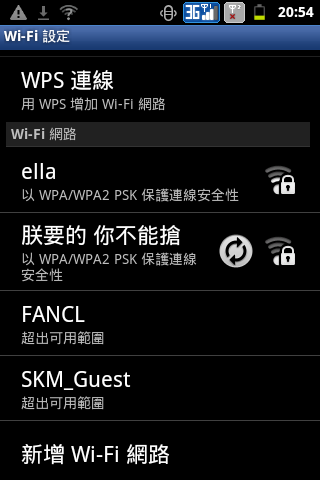 3G 20:54
Wi-Fi 設定
WPS 連線
用 WPS 增加 Wi-Fi 網路
Wi-Fi 網路
ella
以 WPA/WPA2 PSK 保護連線安全性
朕要的 你不能搶
以 WPA/WPA2 PSK 保護連線
安全性
FANCL
超出可用範圍
SKM_Guest
超出可用範圍
新增 Wi-Fi 網路